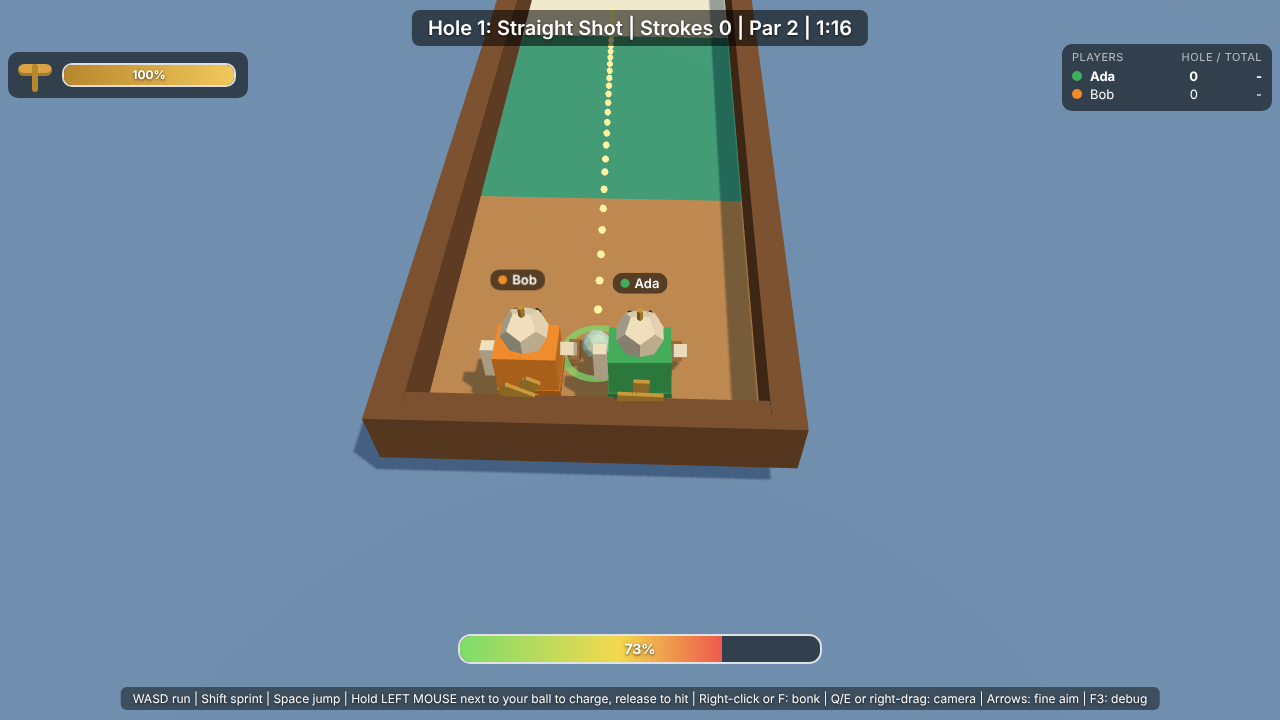 Hole 1: Straight Shot | Strokes 0 | Par 2 | 1:16
100%
PLAYERS HOLE / TOTAL
Ada 0 -
Bob 0 -
Bob
Ada
73%
WASD run | Shift sprint | Space jump | Hold LEFT MOUSE next to your ball to charge, release to hit | Right-click or F: bonk | Q/E or right-drag: camera | Arrows: fine aim | F3: debug